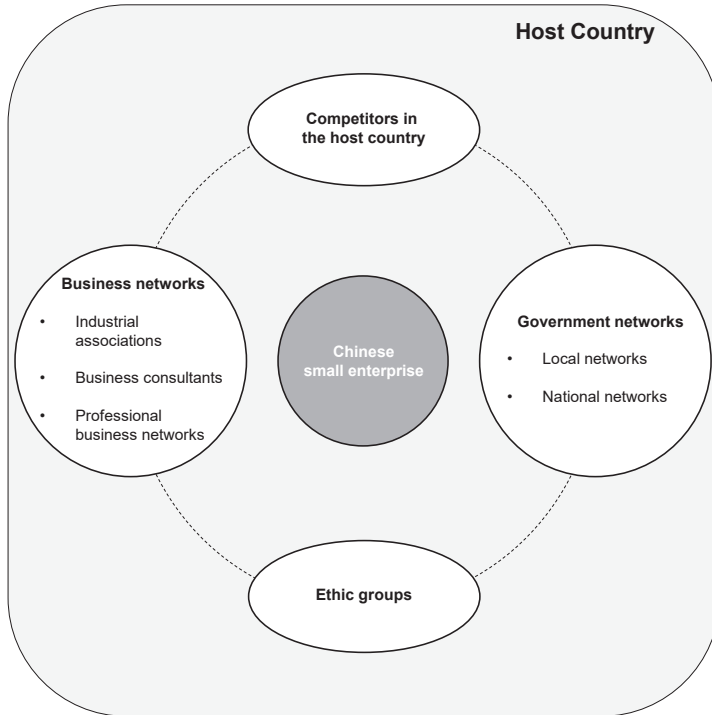 Host Country
Competitors in
the host country
Business networks
• Industrial
associations
• Business consultants
• Professional
business networks
Chinese
small enterprise
Government networks
• Local networks
• National networks
Ethic groups